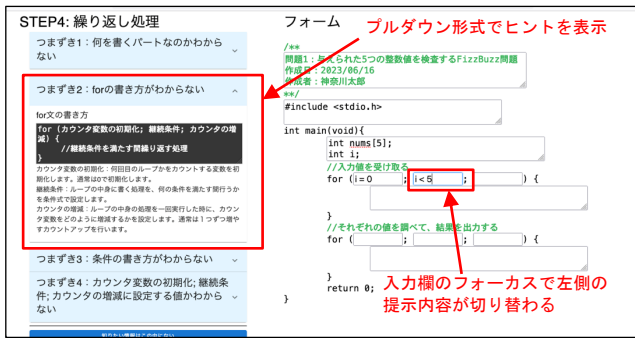 STEP4: 繰り返し処理
つまずき1：何を書くパートなのかわから
ない
つまずき2：forの書き方がわからない
for文の書き方
for (カウンタ変数の初期化; 継続条件; カウンタの増
減) {
//継続条件を満たす間繰り返す処理
}
カウンタ変数の初期化：何回目のループかをカウントする変数を初
期化します。通常は0で初期化します。
継続条件：ループの中身に書く処理を、何の条件を満たす間行うか
を条件式で設定します。
カウンタの増減：ループの中身の処理を一回実行した時に、カウン
タ変数をどのように増減するかを設定します。通常は１つずつ増や
すカウントアップを行います。
つまずき3：条件の書き方がわからない
つまずき4：カウンタ変数の初期化; 継続条
件; カウンタの増減に設定する値かわから
ない
知りたい情報はこの中にない
フォーム
プルダウン形式でヒントを表示
/**
問題1：与えられた5つの整数値を検査するFizzBuzz問題
作成日：2023/06/16
作成者：神奈川太郎
**/
#include <stdio.h>
int main(void){
int nums[5];
int i;
//入力値を受け取る
for (i = 0 ; i < 5 ; ) {
}
//それぞれの値を調べて、結果を出力する
for ( ; ; ) {
}
return 0;
}
入力欄のフォーカスで左側の
提示内容が切り替わる